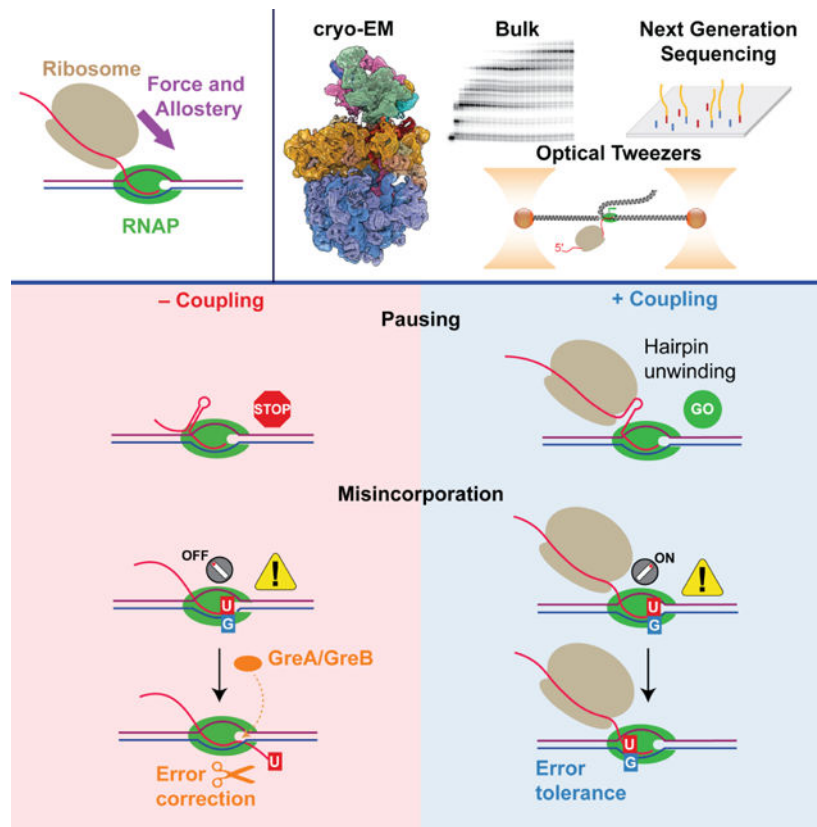 Ribosome
Force and
Allostery
RNAP
cryo-EM
Bulk
Next Generation
Sequencing
Optical Tweezers
5'
– Coupling
+ Coupling
Pausing
STOP
Hairpin
unwinding
GO
Misincorporation
OFF
!
U
G
ON
!
U
G
GreA/GreB
U
Error
correction
U
G
Error
tolerance